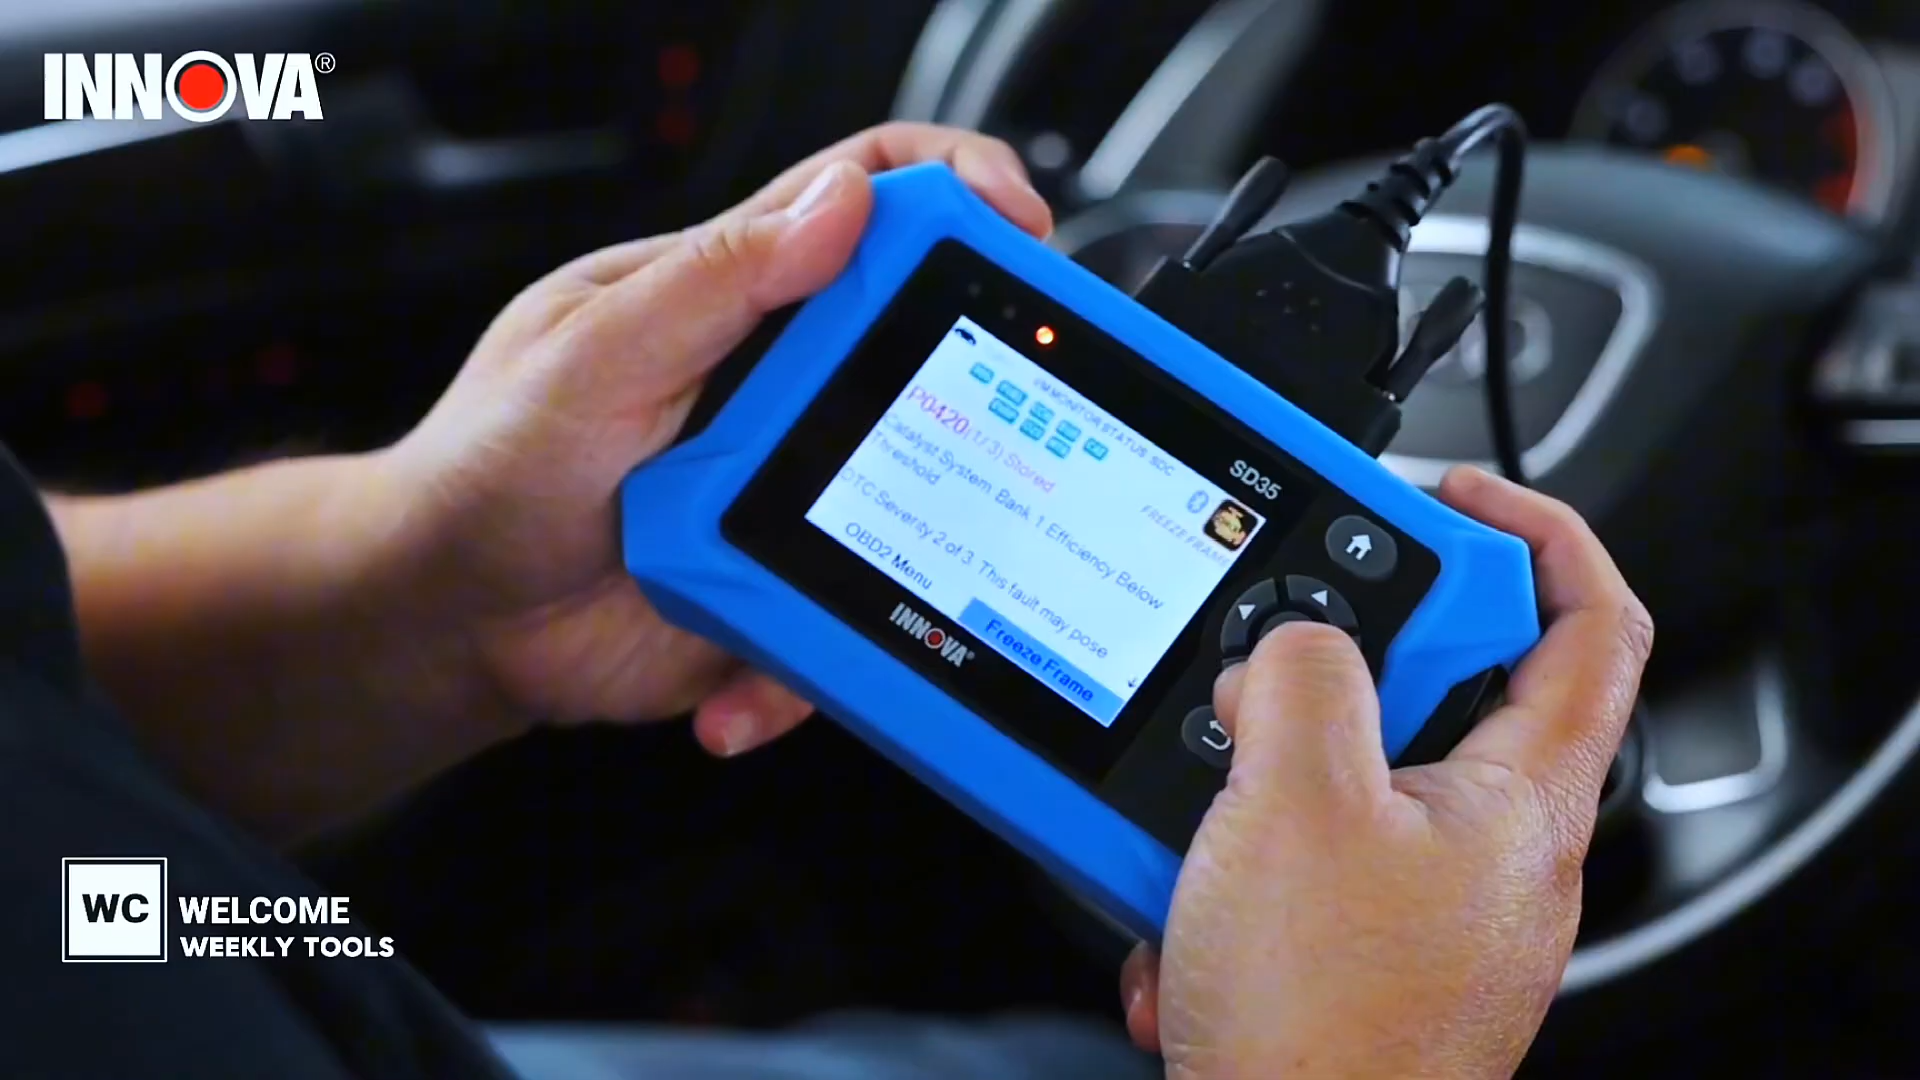 INNOVA®
SD35
I/M MONITOR STATUS: SDC
FREEZE FRAME
P0420(1/3) Stored
Catalyst System Bank 1 Efficiency Below
Threshold
DTC Severity 2 of 3. This fault may pose
OBD2 Menu
Freeze Frame
INNOVA®
WC
WELCOME
WEEKLY TOOLS